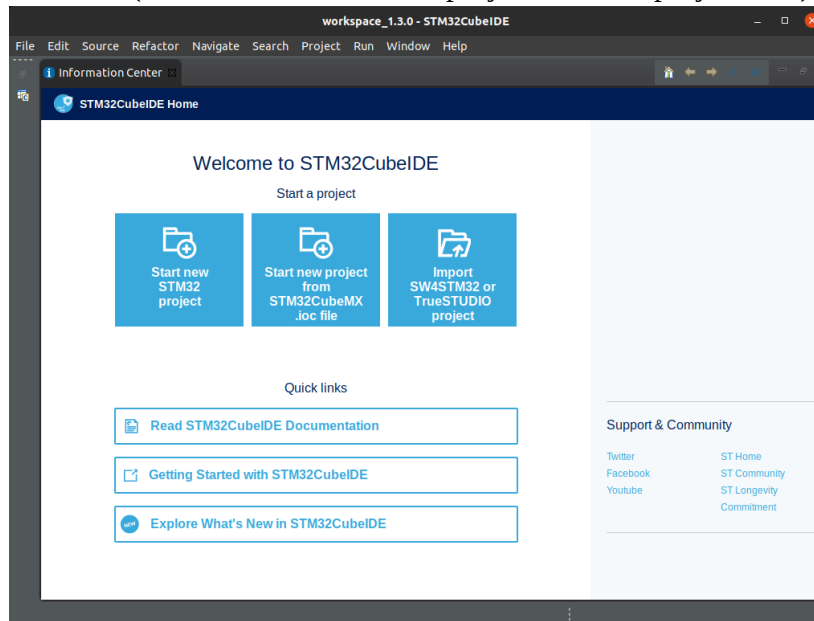 workspace_1.3.0 - STM32CubeIDE
File Edit Source Refactor Navigate Search Project Run Window Help
Information Center
STM32CubeIDE Home
Welcome to STM32CubeIDE
Start a project
Start new
STM32
project
Start new project
from
STM32CubeMX
.ioc file
Import
SW4STM32 or
TrueSTUDIO
project
Quick links
Read STM32CubeIDE Documentation
Getting Started with STM32CubeIDE
NEW
Explore What's New in STM32CubeIDE
Support & Community
Twitter
Facebook
Youtube
ST Home
ST Community
ST Longevity
Commitment